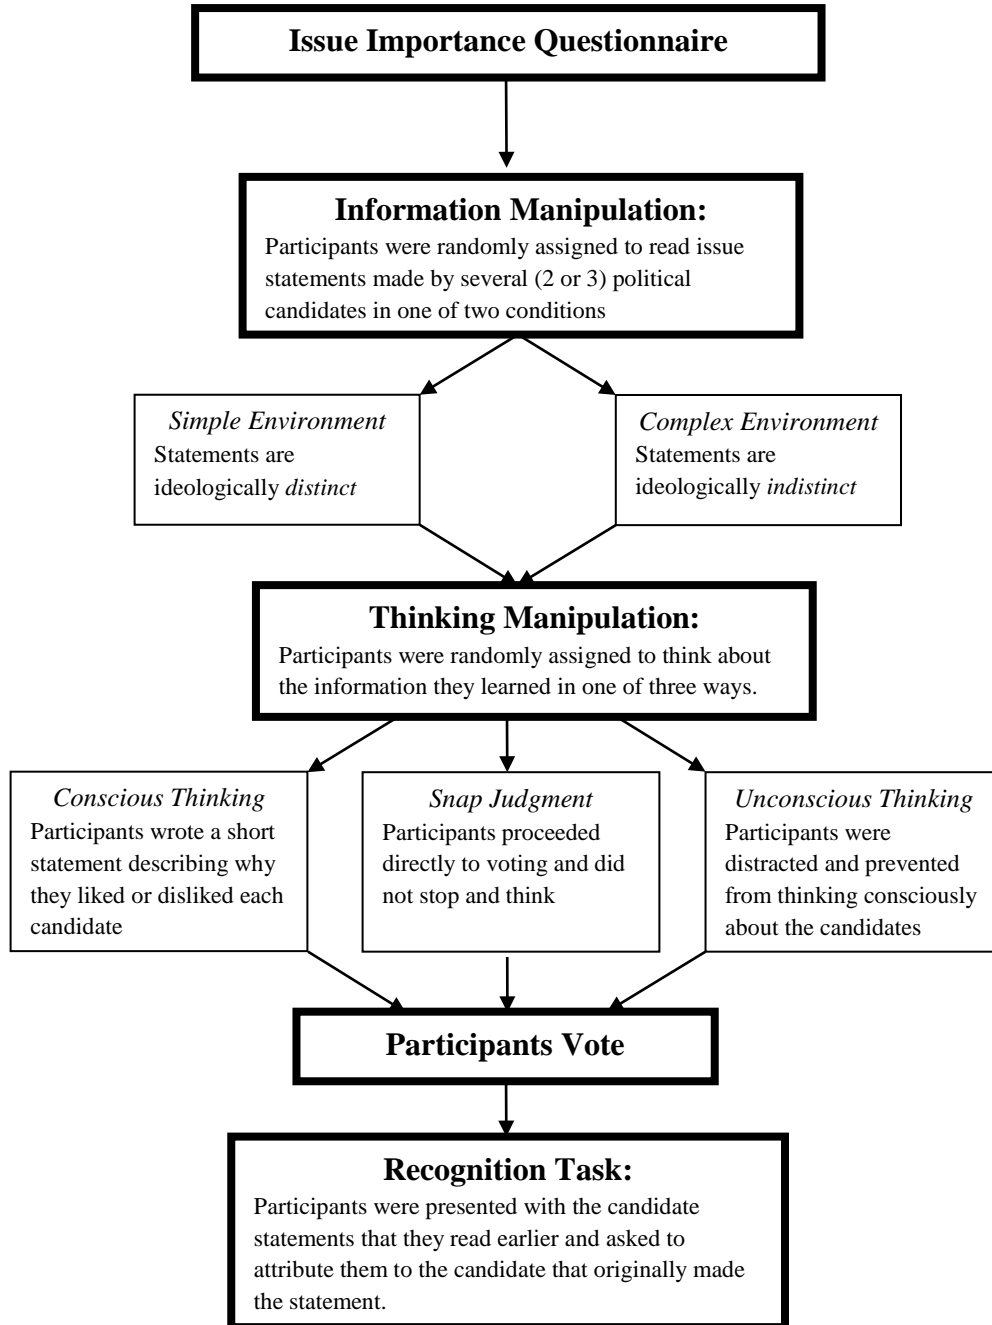 Issue Importance Questionnaire
Information Manipulation:
Participants were randomly assigned to read issue
statements made by several (2 or 3) political
candidates in one of two conditions
Simple Environment
Statements are
ideologically distinct
Complex Environment
Statements are
ideologically indistinct
Thinking Manipulation:
Participants were randomly assigned to think about
the information they learned in one of three ways.
Conscious Thinking
Participants wrote a short
statement describing why
they liked or disliked each
candidate
Snap Judgment
Participants proceeded
directly to voting and did
not stop and think
Unconscious Thinking
Participants were
distracted and prevented
from thinking consciously
about the candidates
Participants Vote
Recognition Task:
Participants were presented with the candidate
statements that they read earlier and asked to
attribute them to the candidate that originally made
the statement.